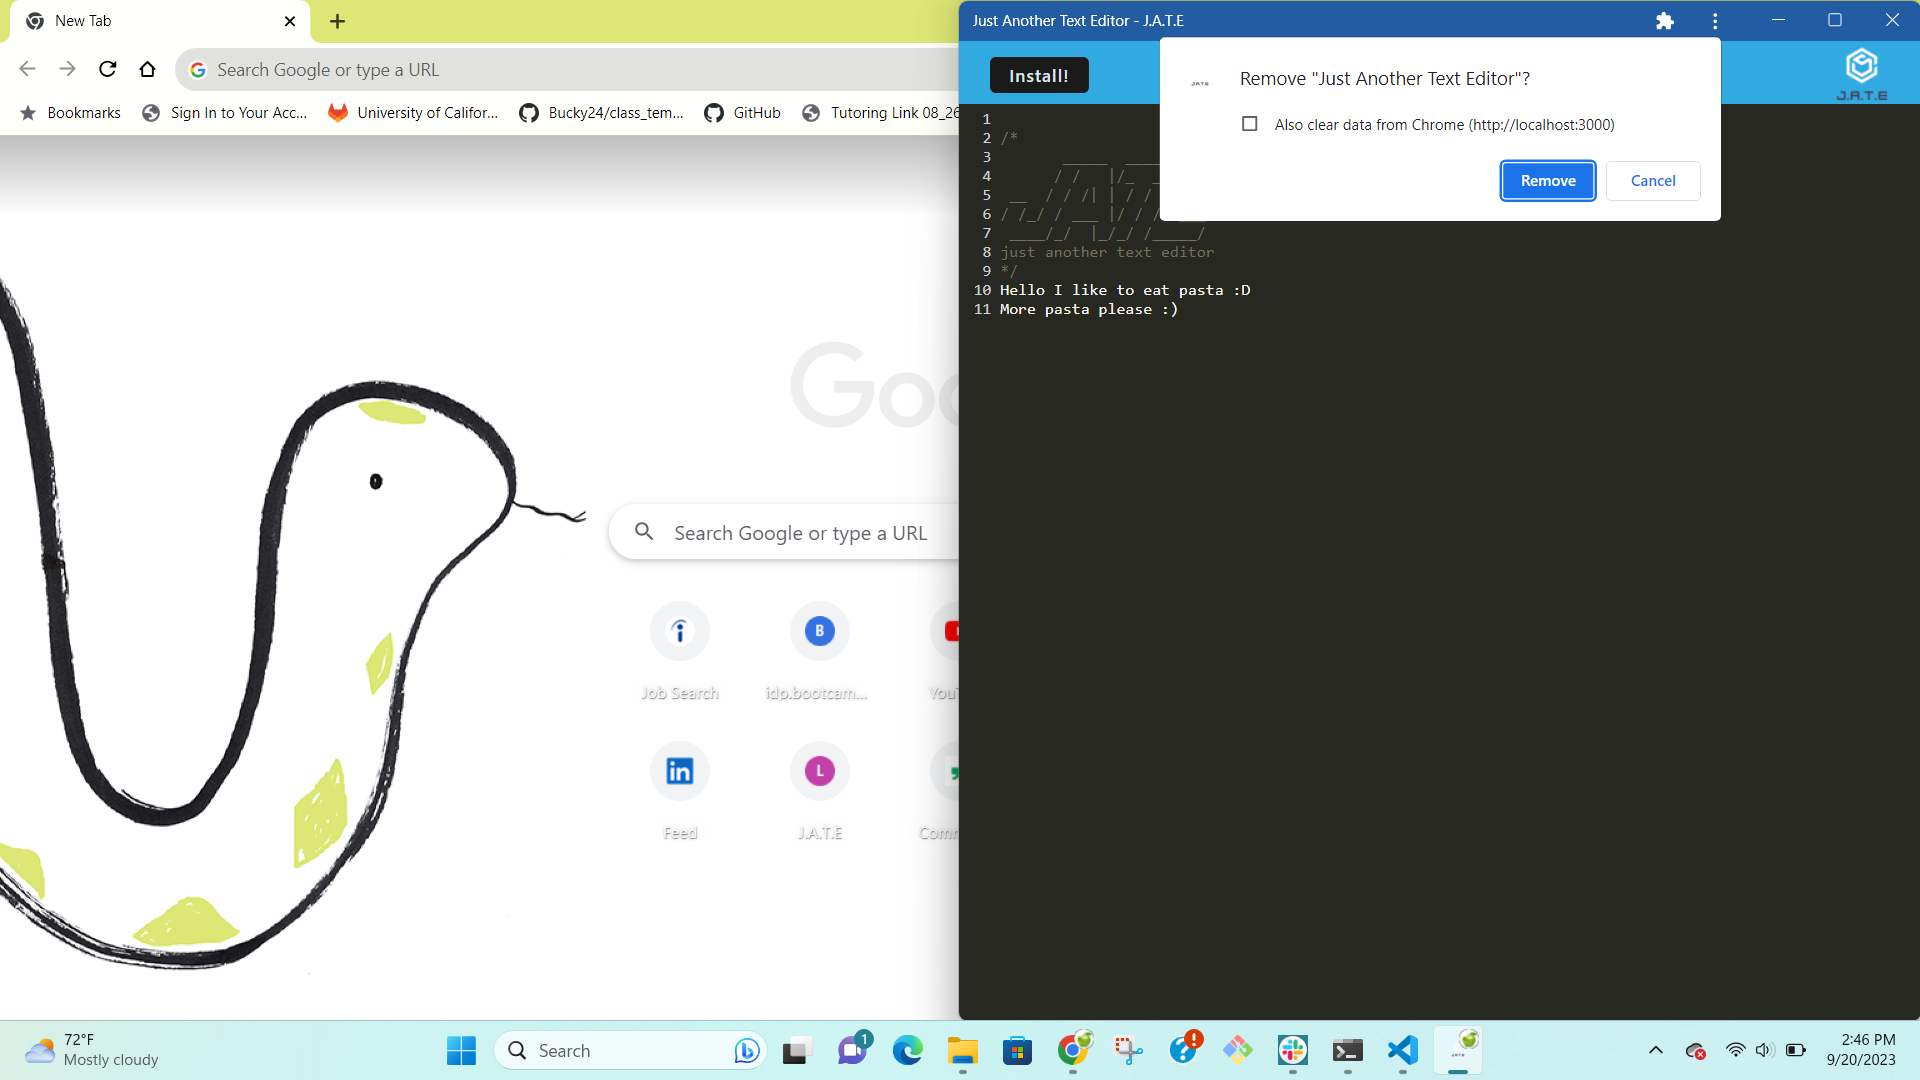 New Tab
Search Google or type a URL
Bookmarks
Sign In to Your Acc...
University of Califor...
Bucky24/class_tem...
GitHub
Tutoring Link 08_26
Goo
Search Google or type a URL
Job Search
B
idp.bootcam...
YouT
in
Feed
L
J.A.T.E
Com
Just Another Text Editor - J.A.T.E
Install!
J.A.T.E
J.A.T.E
Remove "Just Another Text Editor"?
Also clear data from Chrome (http://localhost:3000)
Remove
Cancel
1
2 /*
3
4
5
6
7
8 just another text editor
9 */
10 Hello I like to eat pasta :D
11 More pasta please :)
72°F
Mostly cloudy
Search
1
2:46 PM
9/20/2023